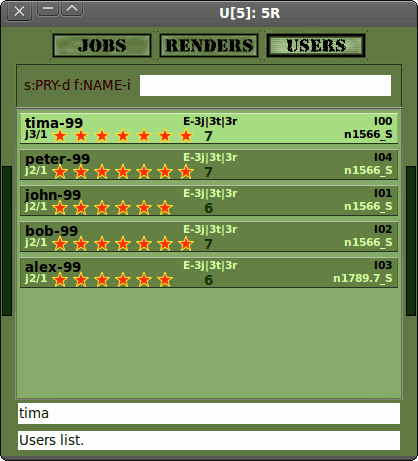 U[5]: 5R
JOBS RENDERS USERS
s:PRY-d f:NAME-i
tima-99 E-3j|3t|3r I00
j3/1 7 n1566_S
peter-99 E-3j|3t|3r I04
j2/1 7 n1566_S
john-99 E-3j|3t|3r I01
j2/1 6 n1566_S
bob-99 E-3j|3t|3r I02
j2/1 7 n1566_S
alex-99 E-3j|3t|3r I03
j2/1 6 n1789.7_S
tima
Users list.